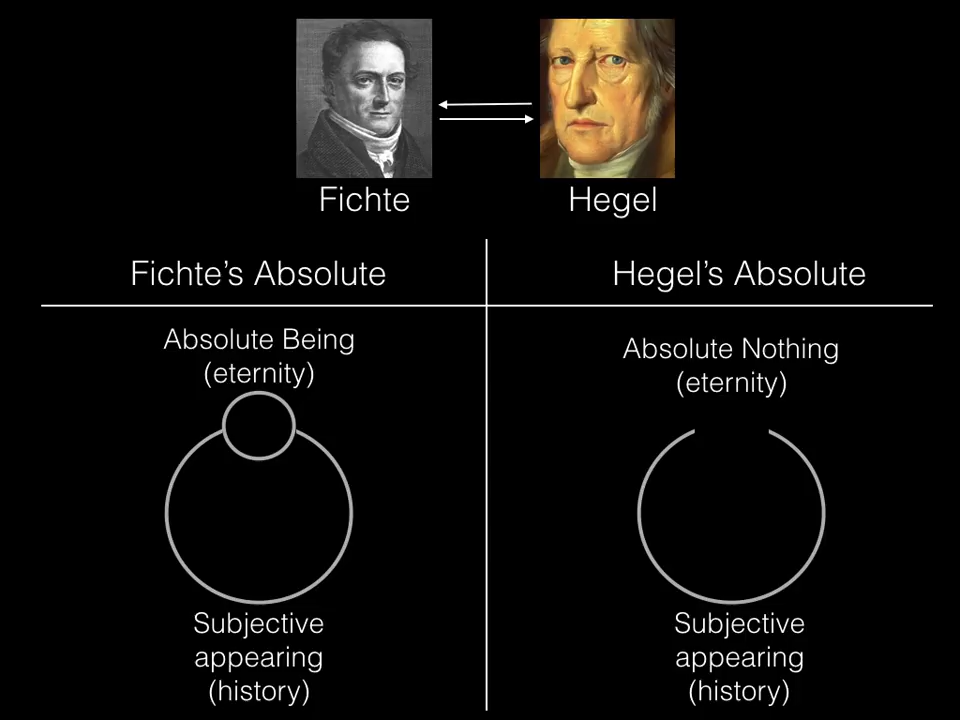 Fichte
Hegel
Fichte’s Absolute
Hegel’s Absolute
Absolute Being
(eternity)
Absolute Nothing
(eternity)
Subjective
appearing
(history)
Subjective
appearing
(history)